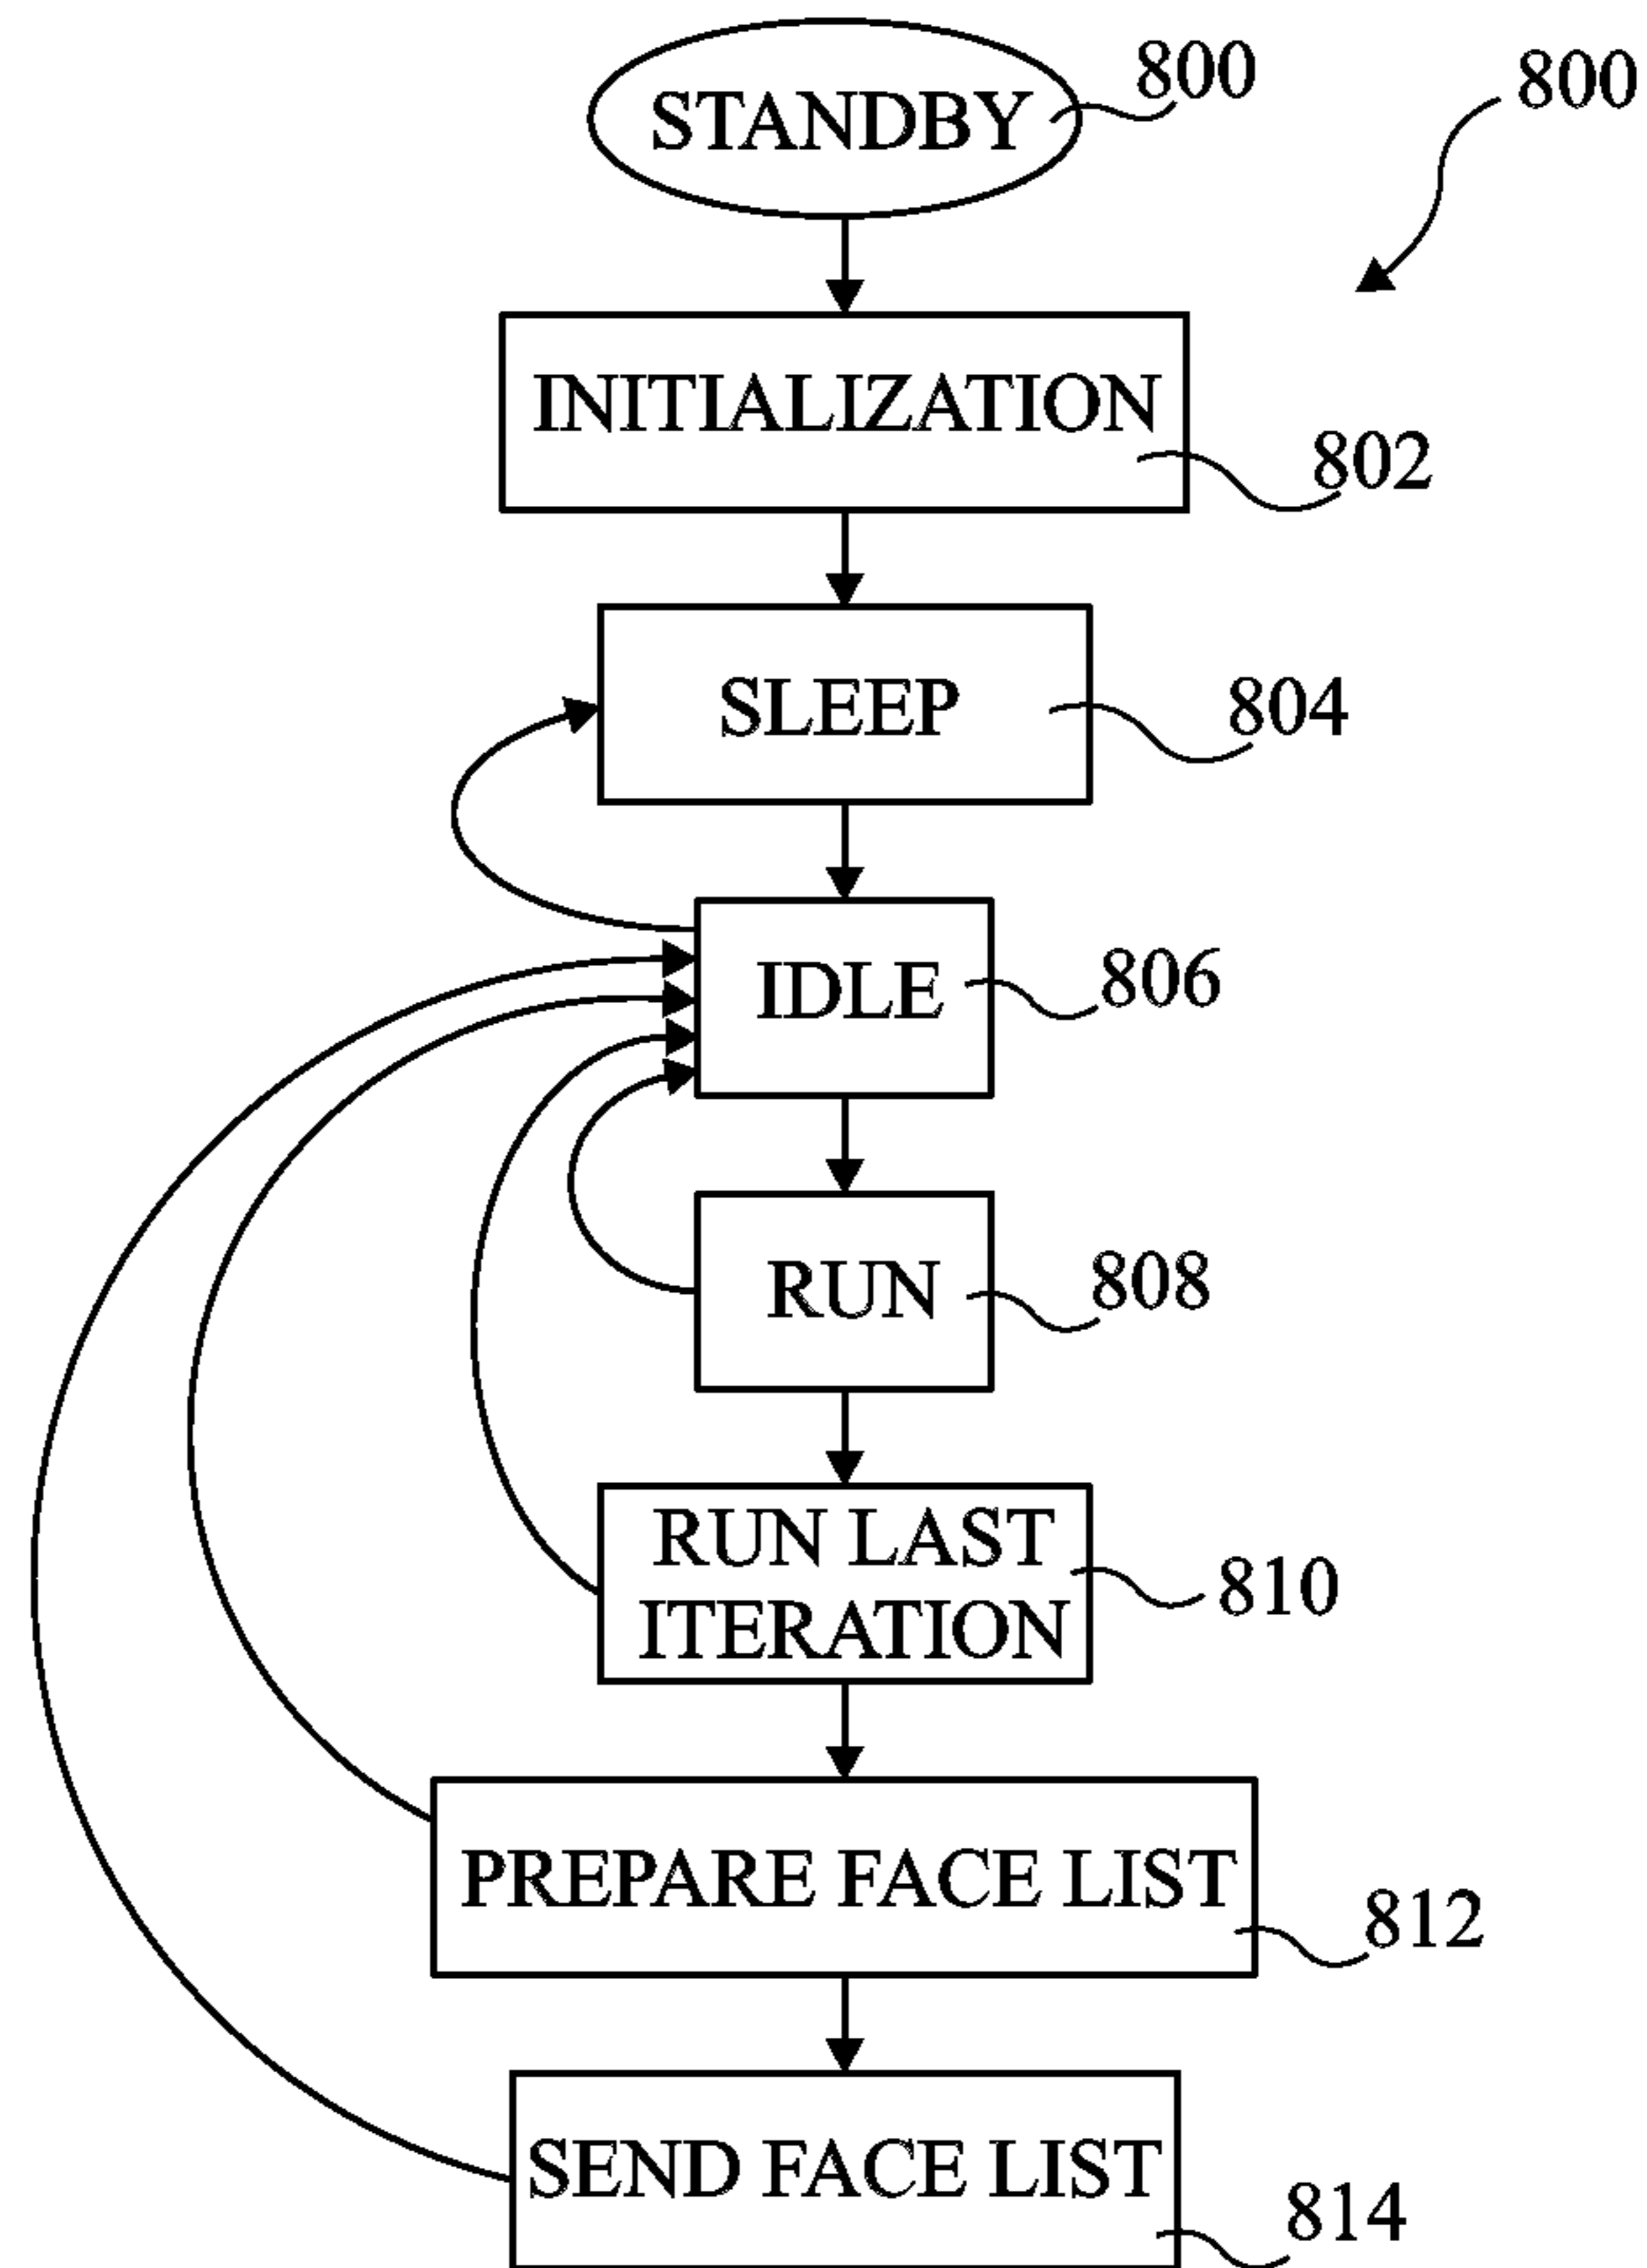 STANDBY
800
800
INITIALIZATION
802
SLEEP
804
IDLE
806
RUN
808
RUN LAST
ITERATION
810
PREPARE FACE LIST
812
SEND FACE LIST
814